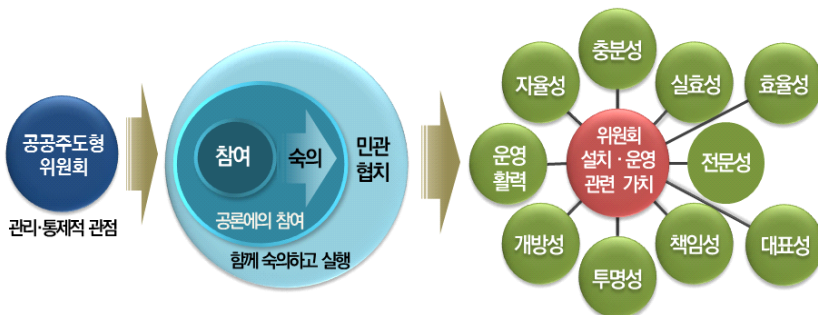 공공주도형
위원회
관리·통제적 관점
참여
숙의
민관
협치
공론에의 참여
함께 숙의하고 실행
충분성
자율성
실효성
효율성
운영
활력
위원회
설치·운영
관련 가치
전문성
개방성
투명성
책임성
대표성